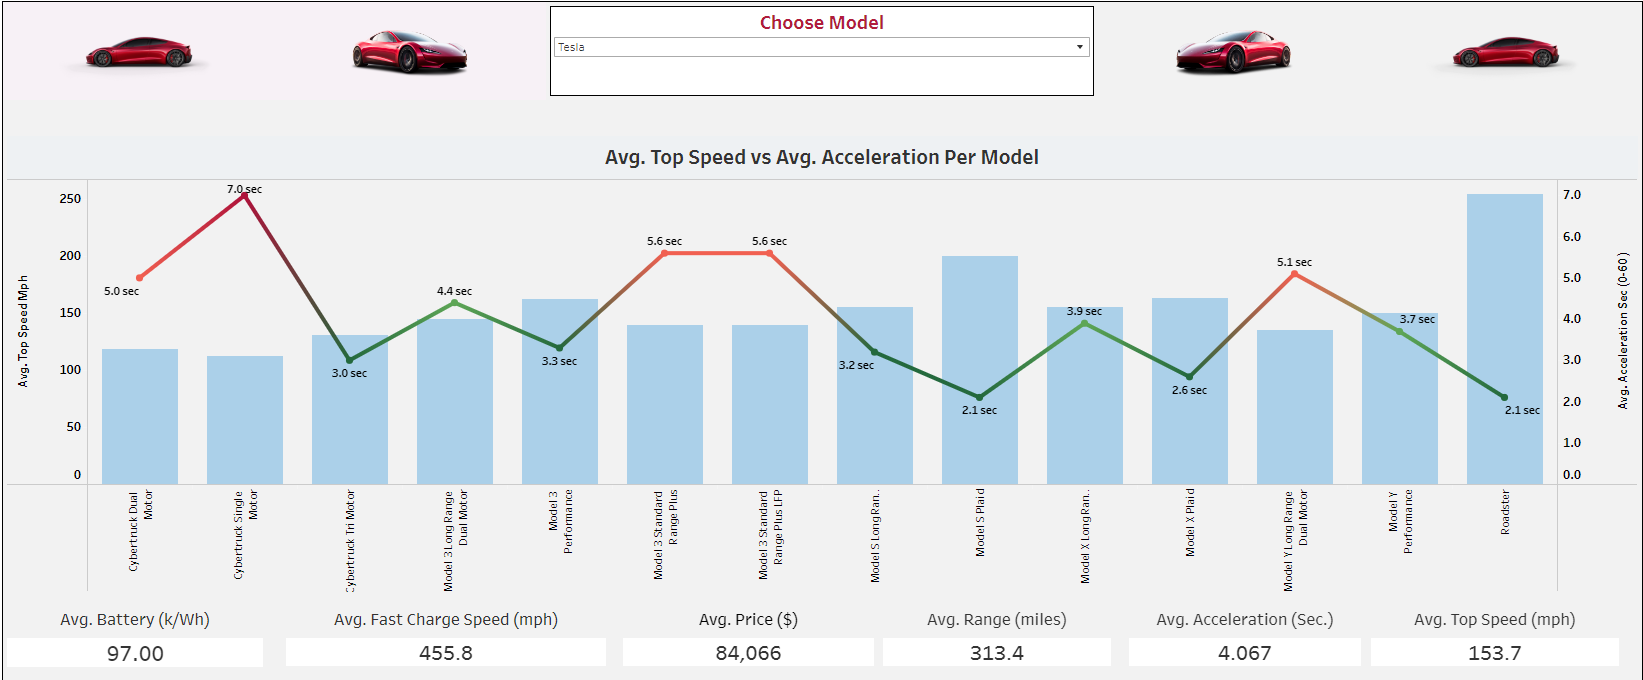 Choose Model
Tesla
Avg. Top Speed vs Avg. Acceleration Per Model
Avg. Top Speed Mph
250
200
150
100
50
0
7.0
6.0
5.0
4.0
3.0
2.0
1.0
0.0
Avg. Acceleration Sec (0-60 )
5.0 sec
7.0 sec
3.0 sec
4.4 sec
3.3 sec
5.6 sec
5.6 sec
3.2 sec
2.1 sec
3.9 sec
2.6 sec
5.1 sec
3.7 sec
2.1 sec
Cybertruck Dual
Motor
Cybertruck Single
Motor
Cybertruck Tri Motor
Model 3 Long Range
Dual Motor
Model 3
Performance
Model 3 Standard
Range Plus
Model 3 Standard
Range Plus LFP
Model S Long Ran..
Model S Plaid
Model X Long Ran..
Model X Plaid
Model Y Long Range
Dual Motor
Model Y
Performance
Roadster
Avg. Battery (k/Wh)
97.00
Avg. Fast Charge Speed (mph)
455.8
Avg. Price ($)
84,066
Avg. Range (miles)
313.4
Avg. Acceleration (Sec.)
4.067
Avg. Top Speed (mph)
153.7